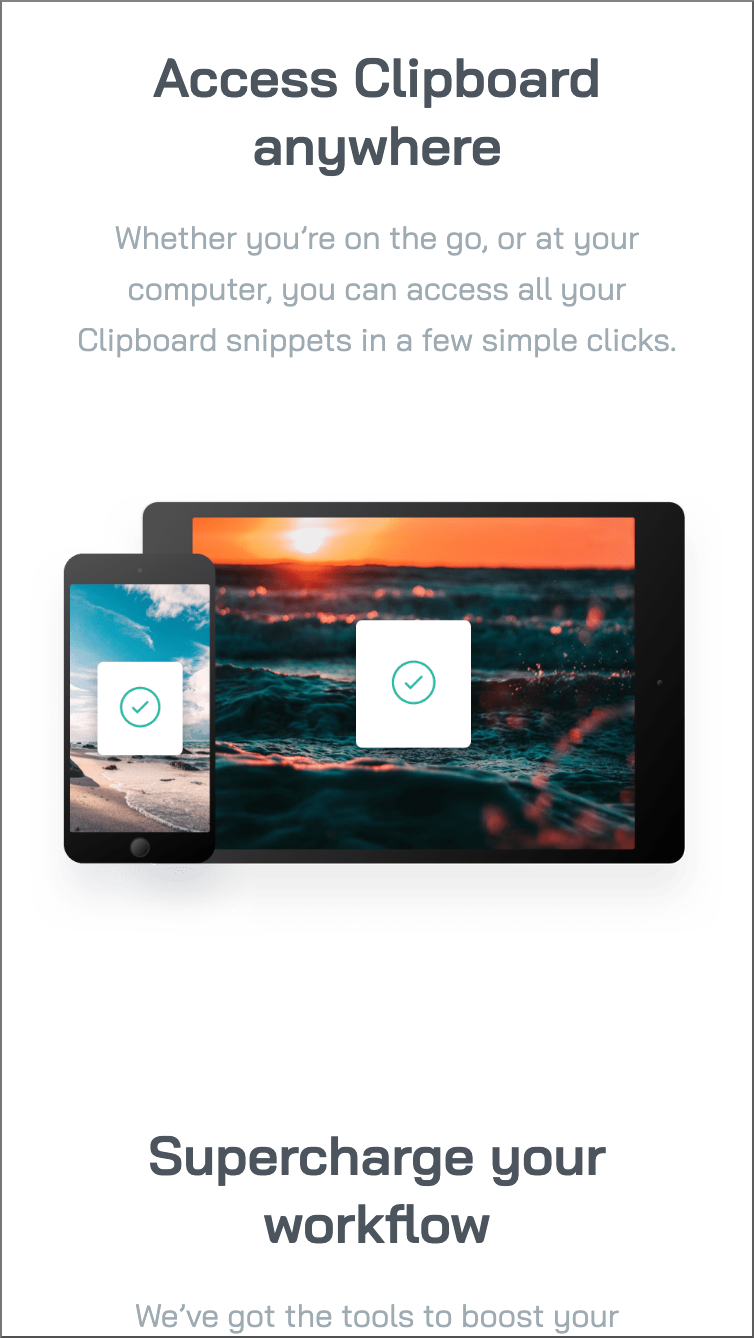 Access Clipboard
anywhere
Whether you’re on the go, or at your
computer, you can access all your
Clipboard snippets in a few simple clicks.
Supercharge your
workflow
We’ve got the tools to boost your